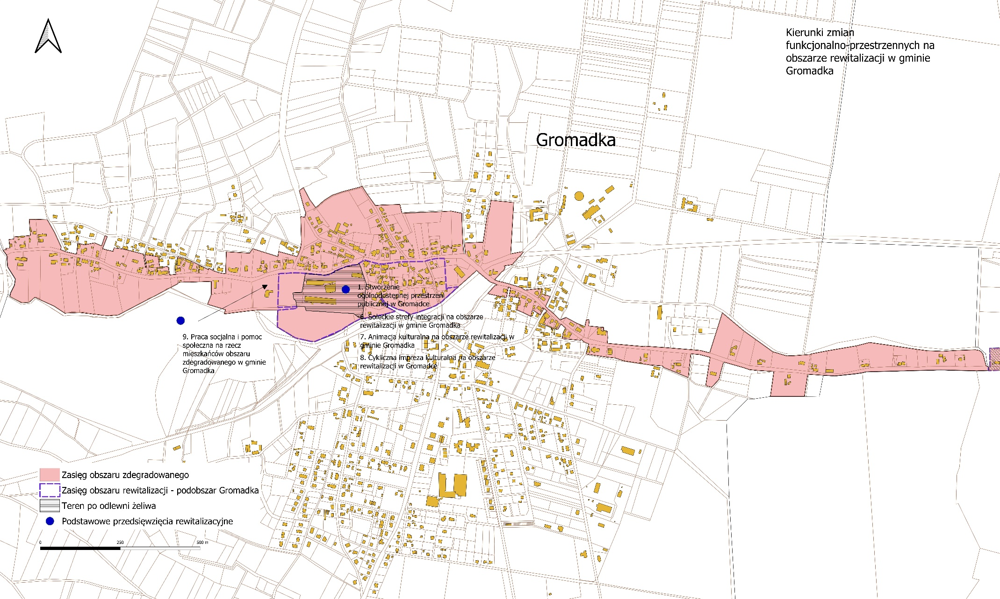 Kierunki zmian
funkcjonalno-przestrzennych na
obszarze rewitalizacji w gminie
Gromadka
Gromadka
1. Stworzenie
ogólnodostępnej przestrzeni
publicznej w Gromadce
6. Sołeckie strefy integracji na obszarze
rewitalizacji w gminie Gromadka
7. Animacja kulturalna na obszarze rewitalizacji w
gminie Gromadka
8. Cykliczna impreza kulturalna na obszarze
rewitalizacji w Gromadce
9. Praca socjalna i pomoc
społeczna na rzecz
mieszkańców obszaru
zdegradowanego w gminie
Gromadka
Zasięg obszaru zdegradowanego
Zasięg obszaru rewitalizacji - podobszar Gromadka
Teren po odlewni żeliwa
Podstawowe przedsięwzięcia rewitalizacyjne
0 250 500 m